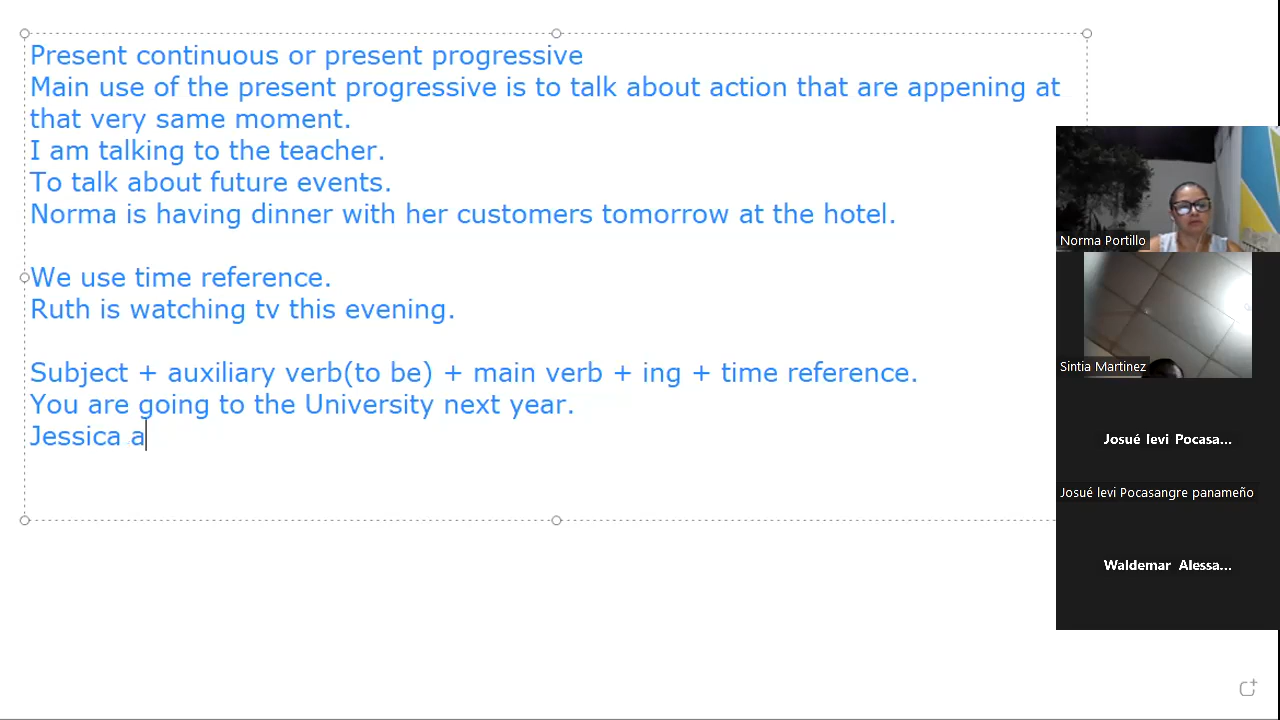 Present continuous or present progressive
Main use of the present progressive is to talk about action that are appening at
that very same moment.
I am talking to the teacher.
To talk about future events.
Norma is having dinner with her customers tomorrow at the hotel.
We use time reference.
Ruth is watching tv this evening.
Subject + auxiliary verb(to be) + main verb + ing + time reference.
You are going to the University next year.
Jessica a
Norma Portillo
Sintia Martinez
Josué levi Pocasa...
Josué levi Pocasangre panameño
Waldemar Alessa...